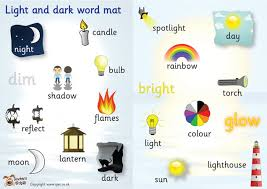 Light and dark word mat
candle
night
bulb
dim
shadow
flames
reflect
moon
lantern
dark
spotlight
day
rainbow
bright
torch
light
colour
glow
sun
lighthouse